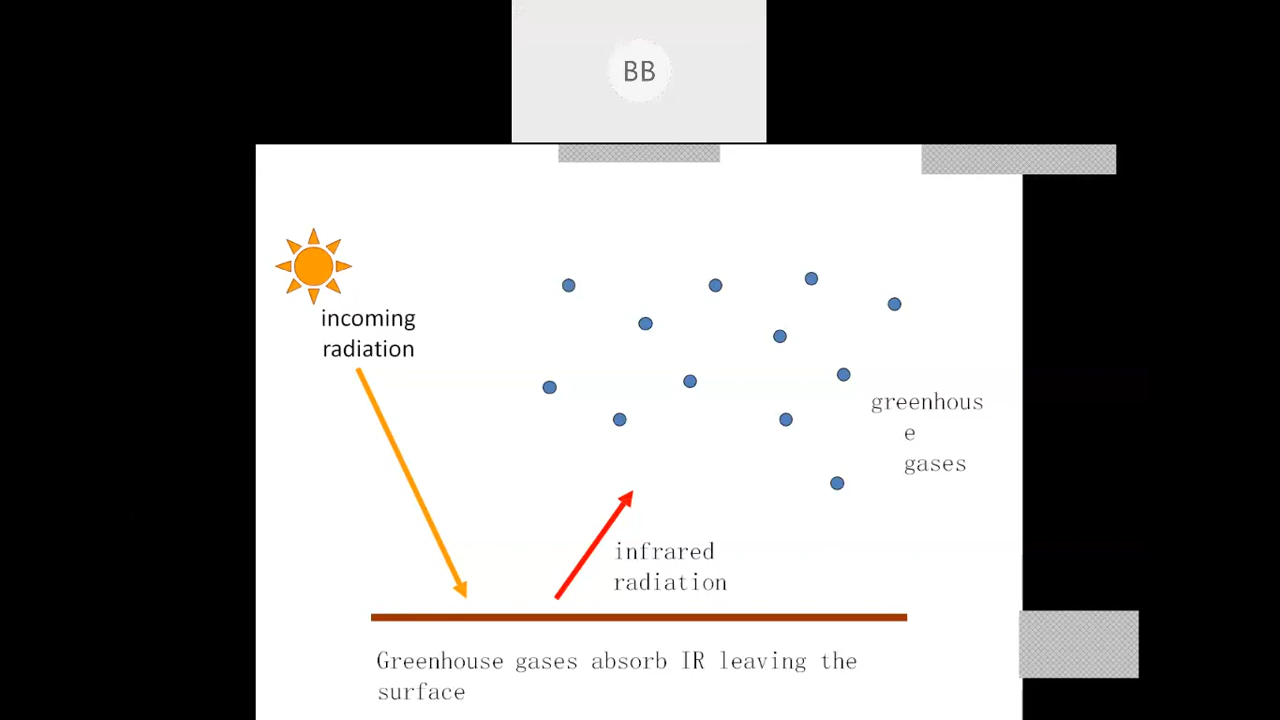 BB
incoming
radiation
greenhous
e
gases
infrared
radiation
Greenhouse gases absorb IR leaving the
surface